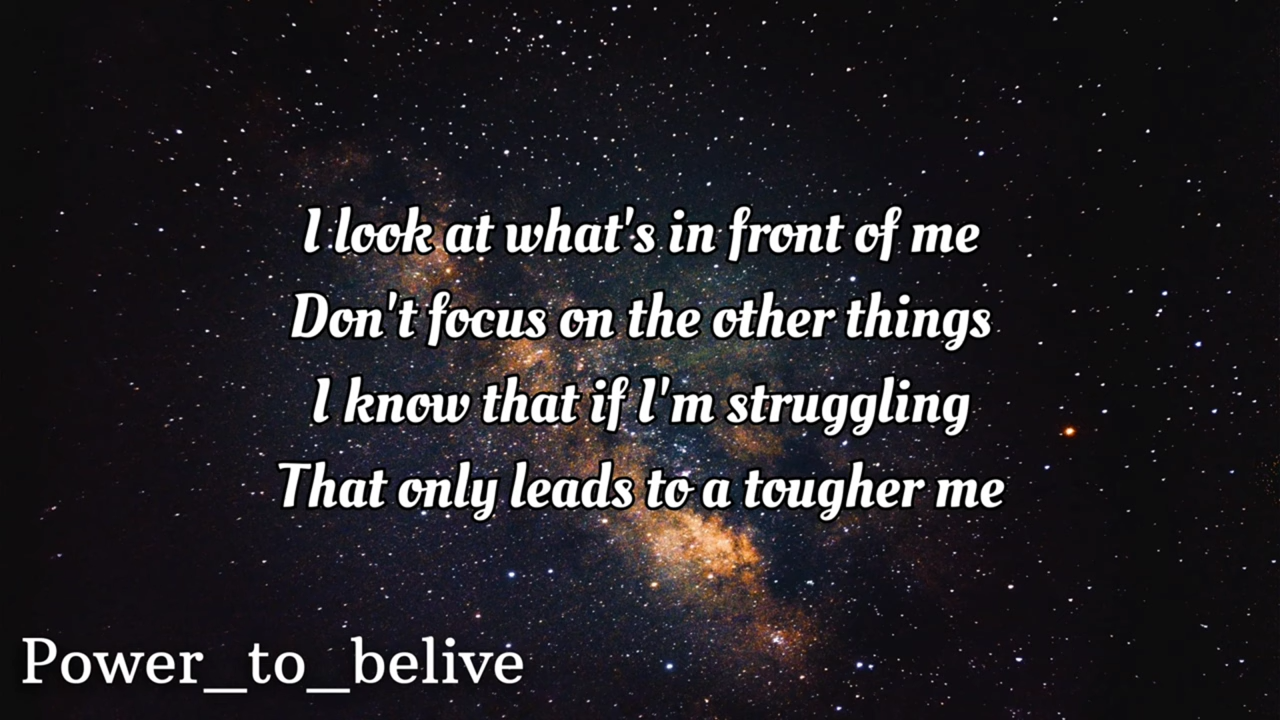 I look at what's in front of me
Don't focus on the other things
I know that if I'm struggling
That only leads to a tougher me
Power_to_belive